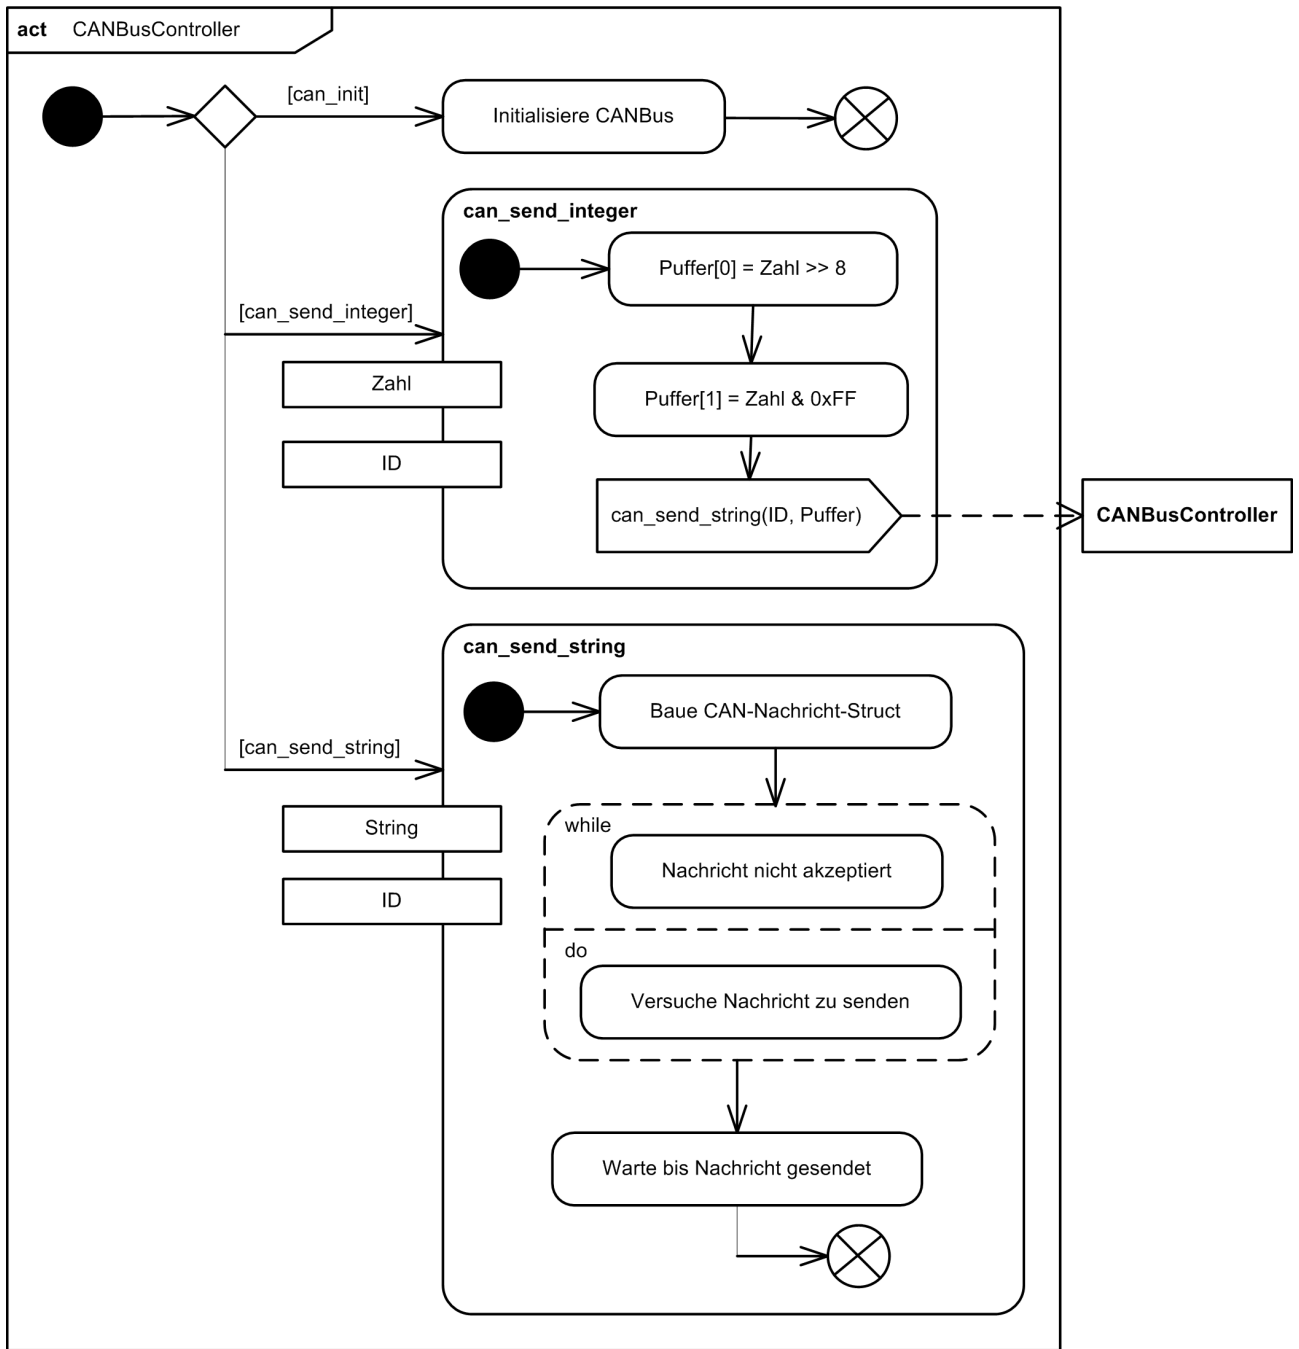 act CANBusController
[can_init]
Initialisiere CANBus
can_send_integer
Puffer[0] = Zahl >> 8
[can_send_integer]
Zahl
Puffer[1] = Zahl & 0xFF
ID
can_send_string(ID, Puffer)
CANBusController
can_send_string
Baue CAN-Nachricht-Struct
[can_send_string]
String
while
Nachricht nicht akzeptiert
ID
do
Versuche Nachricht zu senden
Warte bis Nachricht gesendet